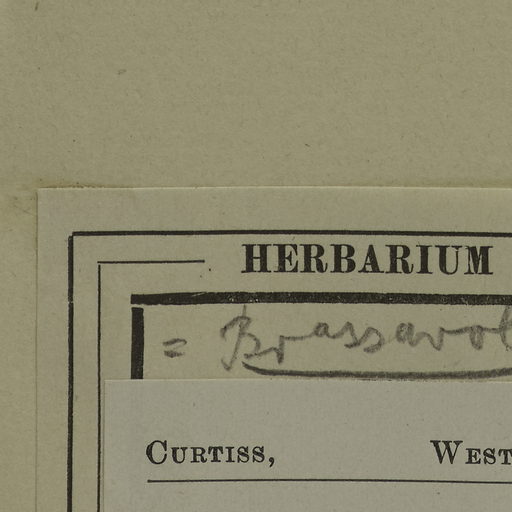 HERBARIUM
= Brassavol
CURTISS, WEST